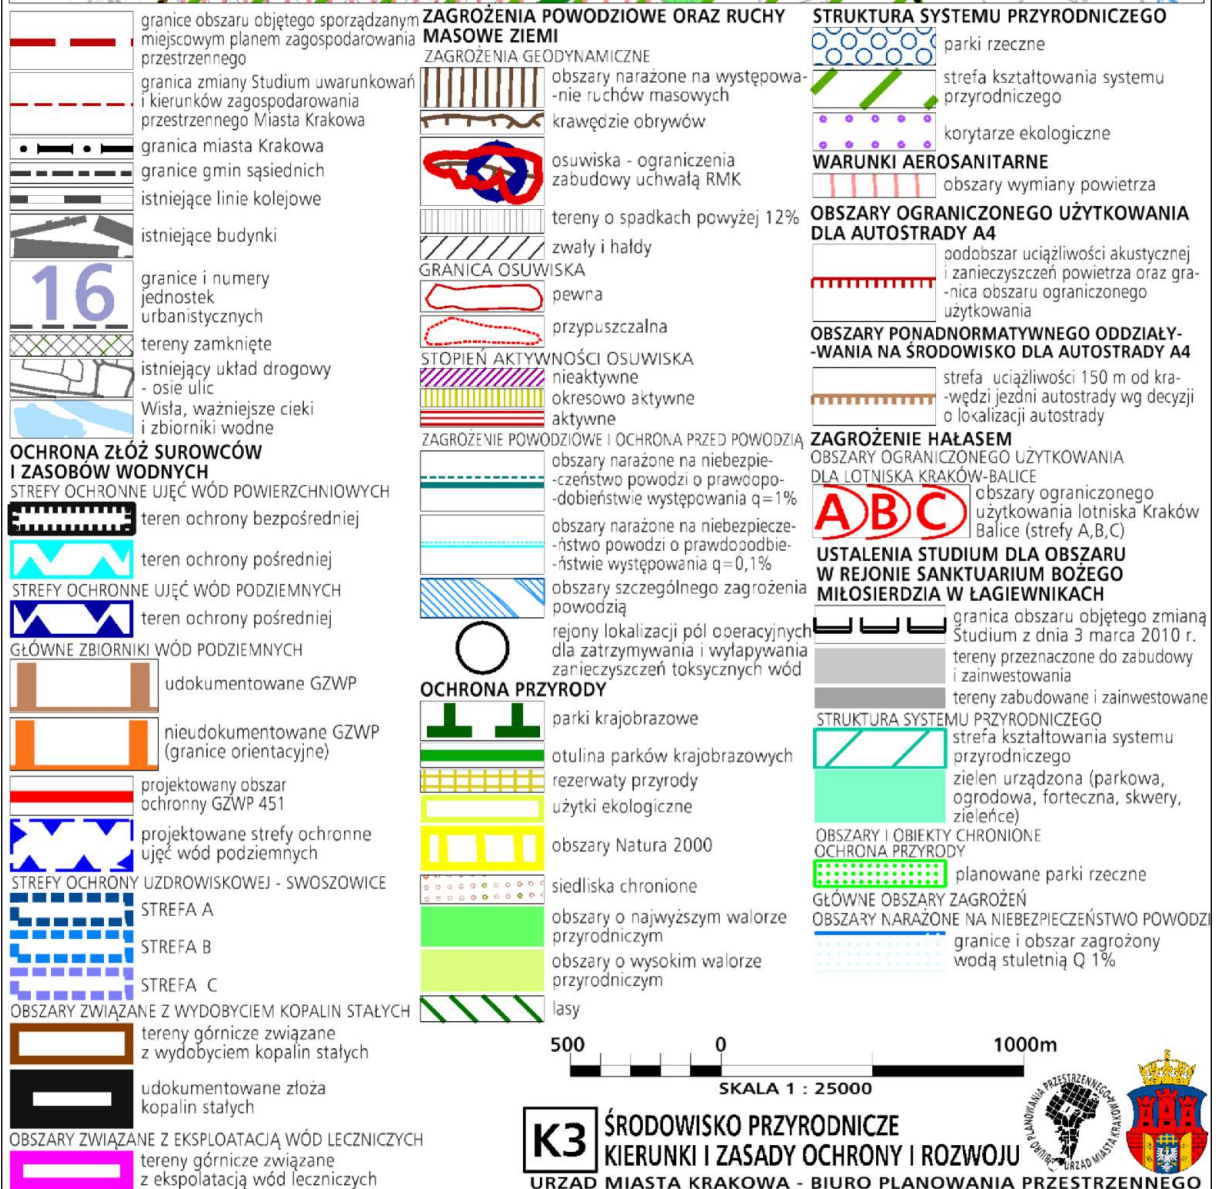 granice obszaru objętego sporządzanym
miejscowym planem zagospodarowania
przestrzennego
granica zmiany Studium uwarunkowań
i kierunków zagospodarowania
przestrzennego Miasta Krakowa
granica miasta Krakowa
granice gmin sąsiednich
istniejące linie kolejowe
istniejące budynki
16
granice i numery
jednostek
urbanistycznych
tereny zamknięte
istniejący układ drogowy
- osie ulic
Wisła, ważniejsze cieki
i zbiorniki wodne
OCHRONA ZŁÓŻ SUROWCÓW
I ZASOBÓW WODNYCH
STREFY OCHRONNE UJĘĆ WÓD POWIERZCHNIOWYCH
teren ochrony bezpośredniej
teren ochrony pośredniej
STREFY OCHRONNE UJĘĆ WÓD PODZIEMNYCH
teren ochrony pośredniej
GŁÓWNE ZBIORNIKI WÓD PODZIEMNYCH
udokumentowane GZWP
nieudokumentowane GZWP
(granice orientacyjne)
projektowany obszar
ochronny GZWP 451
projektowane strefy ochronne
ujęć wód podziemnych
STREFY OCHRONY UZDROWISKOWEJ - SWOSZOWICE
STREFA A
STREFA B
STREFA C
OBSZARY ZWIĄZANE Z WYDOBYCIEM KOPALIN STAŁYCH
tereny górnicze związane
z wydobyciem kopalin stałych
udokumentowane złoża
kopalin stałych
OBSZARY ZWIĄZANE Z EKSPLOATACJĄ WÓD LECZNICZYCH
tereny górnicze związane
z ekspolatacją wód leczniczych
ZAGROŻENIA POWODZIOWE ORAZ RUCHY
MASOWE ZIEMI
ZAGROŻENIA GEODYNAMICZNE
obszary narażone na występowa-
-nie ruchów masowych
krawędzie obrywów
osuwiska - ograniczenia
zabudowy uchwałą RMK
tereny o spadkach powyżej 12%
zwały i hałdy
GRANICA OSUWISKA
pewna
przypuszczalna
STOPIEŃ AKTYWNOŚCI OSUWISKA
nieaktywne
okresowo aktywne
aktywne
ZAGROŻENIE POWODZIOWE I OCHRONA PRZED POWODZIĄ
obszary narażone na niebezpie-
-czeństwo powodzi o prawdopo-
-dobieństwie występowania q=1%
obszary narażone na niebezpiecze-
-ństwo powodzi o prawdopodbie-
-ństwie występowania q=0,1%
obszary szczególnego zagrożenia
powodzią
rejony lokalizacji pól operacyjnych
dla zatrzymywania i wyłapywania
zanieczyszczeń toksycznych wód
OCHRONA PRZYRODY
parki krajobrazowe
otulina parków krajobrazowych
rezerwaty przyrody
użytki ekologiczne
obszary Natura 2000
siedliska chronione
obszary o najwyższym walorze
przyrodniczym
obszary o wysokim walorze
przyrodniczym
lasy
STRUKTURA SYSTEMU PRZYRODNICZEGO
parki rzeczne
strefa kształtowania systemu
przyrodniczego
korytarze ekologiczne
WARUNKI AEROSANITARNE
obszary wymiany powietrza
OBSZARY OGRANICZONEGO UŻYTKOWANIA
DLA AUTOSTRADY A4
podobszar uciążliwości akustycznej
i zanieczyszczeń powietrza oraz gra-
-nica obszaru ograniczonego
użytkowania
OBSZARY PONADNORMATYWNEGO ODDZIAŁY-
-WANIA NA ŚRODOWISKO DLA AUTOSTRADY A4
strefa uciążliwości 150 m od kra-
-wędzi jezdni autostrady wg decyzji
o lokalizacji autostrady
ZAGROŻENIE HAŁASEM
OBSZARY OGRANICZONEGO UŻYTKOWANIA
DLA LOTNISKA KRAKÓW-BALICE
A B C
obszary ograniczonego
użytkowania lotniska Kraków
Balice (strefy A,B,C)
USTALENIA STUDIUM DLA OBSZARU
W REJONIE SANKTUARIUM BOŻEGO
MIŁOSIERDZIA W ŁAGIEWNIKACH
granica obszaru objętego zmianą
Studium z dnia 3 marca 2010 r.
tereny przeznaczone do zabudowy
i zainwestowania
tereny zabudowane i zainwestowane
STRUKTURA SYSTEMU PRZYRODNICZEGO
strefa kształtowania systemu
przyrodniczego
zielen urządzona (parkowa,
ogrodowa, forteczna, skwery,
zieleńce)
OBSZARY I OBIEKTY CHRONIONE
OCHRONA PRZYRODY
planowane parki rzeczne
GŁÓWNE OBSZARY ZAGROŻEŃ
OBSZARY NARAŻONE NA NIEBEZPIECZEŃSTWO POWODZI
granice i obszar zagrożony
wodą stuletnią Q 1%
500 0 1000m
SKALA 1 : 25000
K3
ŚRODOWISKO PRZYRODNICZE
KIERUNKI I ZASADY OCHRONY I ROZWOJU
BIURO PLANOWANIA PRZESTRZENNEGO
URZĄD MIASTA KRAKOWA
URZĄD MIASTA KRAKOWA - BIURO PLANOWANIA PRZESTRZENNEGO